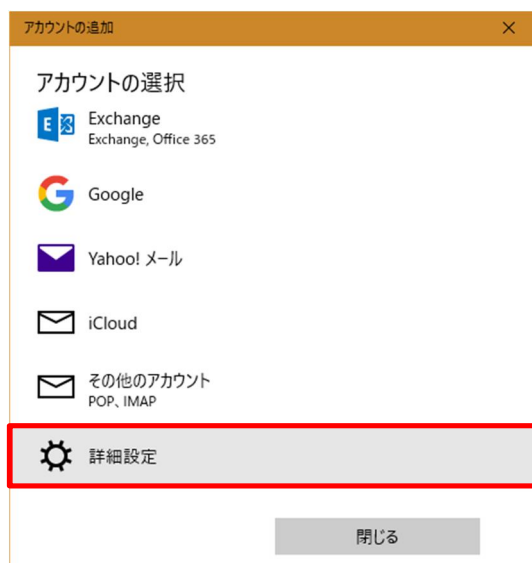 アカウントの追加
アカウントの選択
Exchange
Exchange, Office 365
Google
Yahoo! メール
iCloud
その他のアカウント
POP、IMAP
詳細設定
閉じる